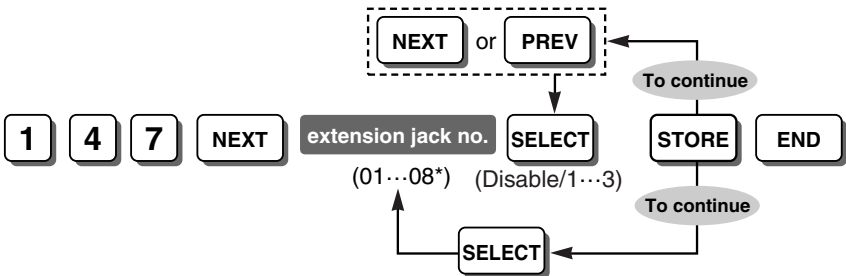 NEXT or PREV
To continue
1 4 7 NEXT extension jack no. SELECT STORE END
(01···08*) (Disable/1···3)
To continue
SELECT